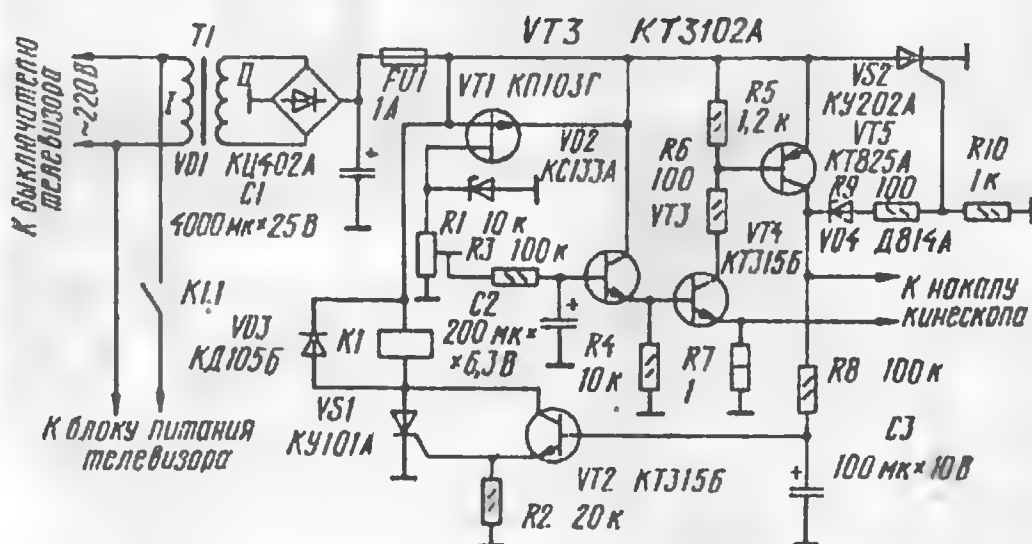 К выключателю
телевизора
~220В
T1
I
II
VD1 КЦ402А
C1
4000 мк×25 В
FU1
1А
VT1 КП103Г
VT3 КТ3102А
VD2
КС133А
R1 10 к
R3 100 к
C2
200 мк×
×6,3 В
R4
10 к
R5
1,2 к
R6
100
VT3
VT4
КТ315Б
R7
1
VS2
КУ202А
VT5
КТ825А
R9 100
VD4 Д814А
R10
1 к
К накалу
кинескопа
R8 100 к
C3
100 мк×10В
K1.1
VD3
КД105Б
K1
VS1
КУ101А
VT2 КТ315Б
R2 20 к
К блоку питания
телевизора